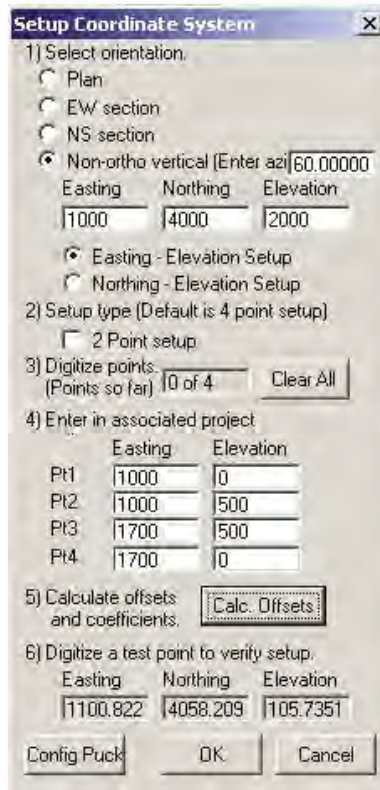 Setup Coordinate System
1) Select orientation.
Plan
EW section
NS section
Non-ortho vertical (Enter azi 60.00000
Easting Northing Elevation
1000 4000 2000
Easting - Elevation Setup
Northing - Elevation Setup
2) Setup type (Default is 4 point setup)
2 Point setup
3) Digitize points.
(Points so far) 0 of 4 Clear All
4) Enter in associated project
Easting Elevation
Pt1 1000 0
Pt2 1000 500
Pt3 1700 500
Pt4 1700 0
5) Calculate offsets
and coefficients. Calc. Offsets
6) Digitize a test point to verify setup.
Easting Northing Elevation
1100.822 4058.209 105.7351
Config Puck OK Cancel